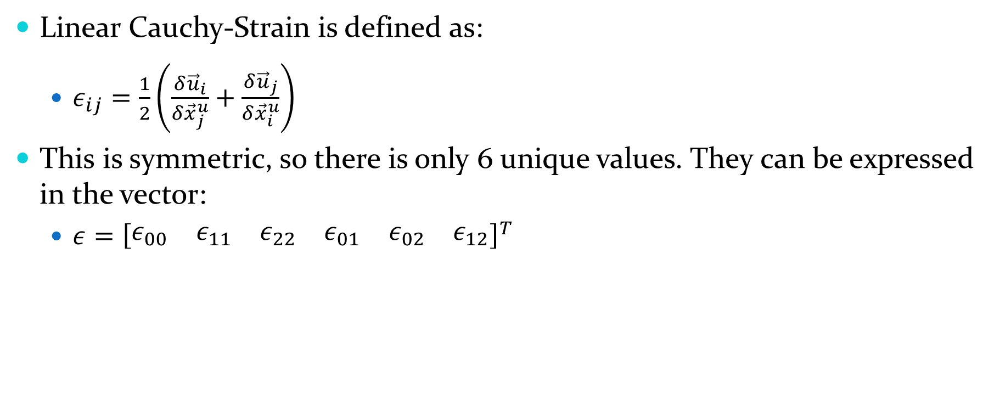 • Linear Cauchy-Strain is defined as:
• $\epsilon_{ij} = \frac{1}{2}\left(\frac{\delta \vec{u}_i}{\delta \vec{x}_j^u} + \frac{\delta \vec{u}_j}{\delta \vec{x}_i^u}\right)$
• This is symmetric, so there is only 6 unique values. They can be expressed
in the vector:
• $\epsilon = [\epsilon_{00} \quad \epsilon_{11} \quad \epsilon_{22} \quad \epsilon_{01} \quad \epsilon_{02} \quad \epsilon_{12}]^T$